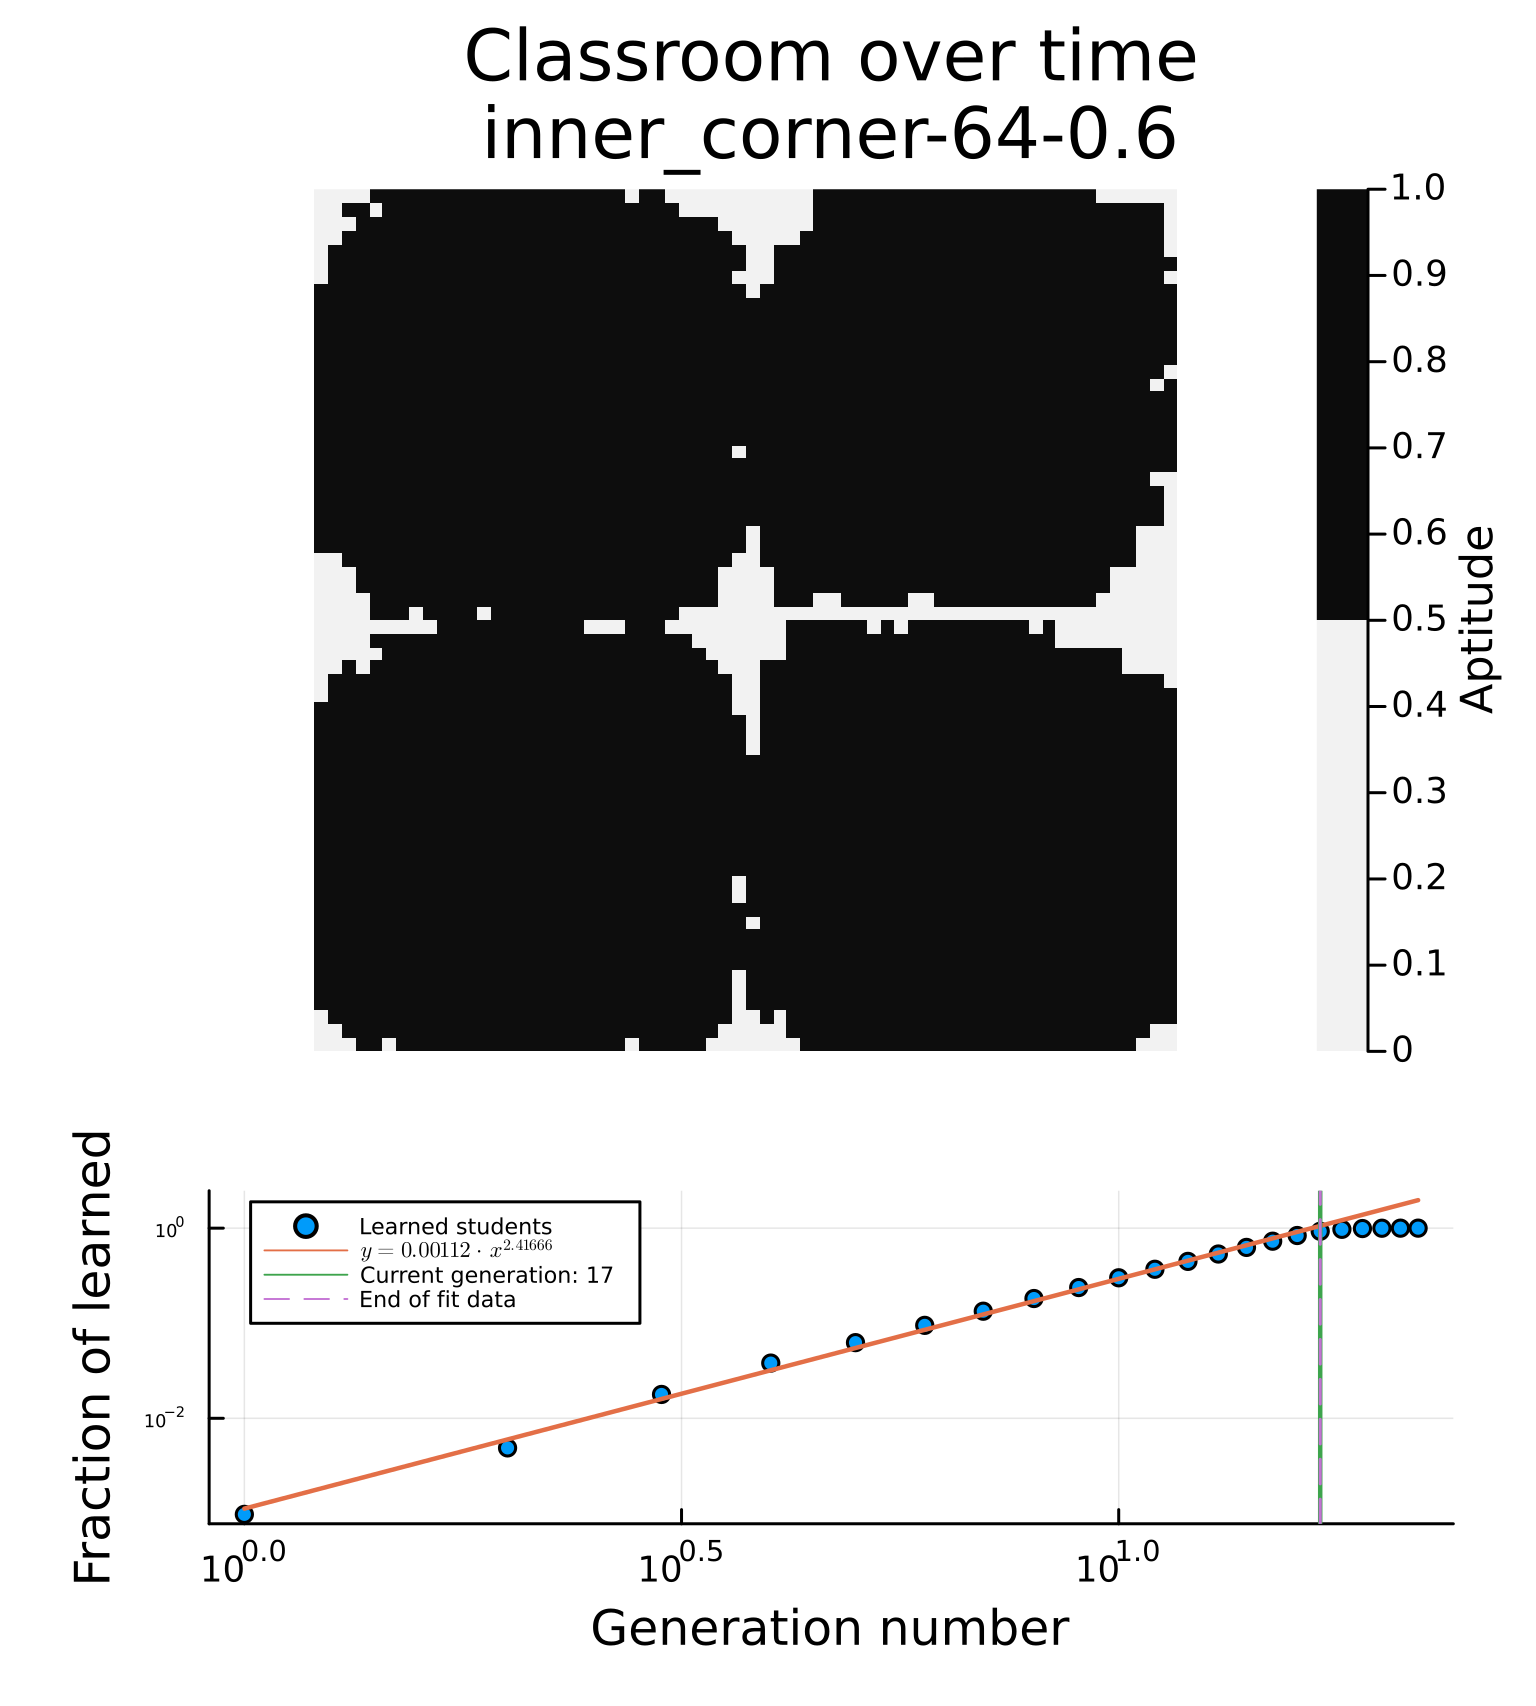 Classroom over time
inner_corner-64-0.6
1.0
0.9
0.8
0.7
0.6
0.5
0.4
0.3
0.2
0.1
0
Aptitude
Fraction of learned
10⁰
10⁻²
Learned students
y = 0.00112 · x^2.41666
Current generation: 17
End of fit data
10^0.0
10^0.5
10^1.0
Generation number